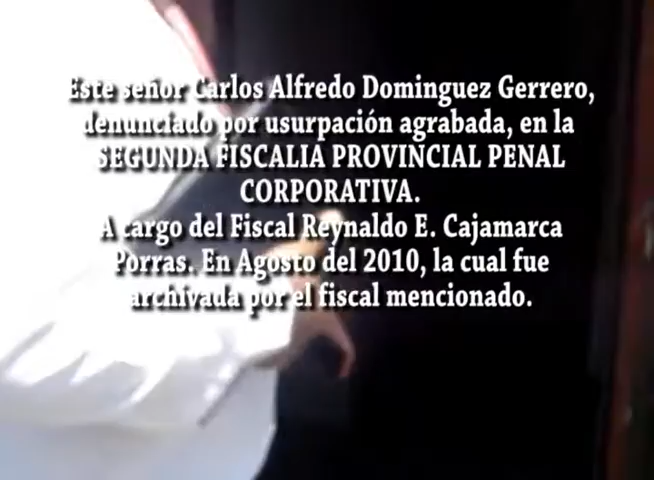 Este señor Carlos Alfredo Dominguez Gerrero,
denunciado por usurpación agrabada, en la
SEGUNDA FISCALIA PROVINCIAL PENAL
CORPORATIVA.
A cargo del Fiscal Reynaldo E. Cajamarca
Porras. En Agosto del 2010, la cual fue
archivada por el fiscal mencionado.